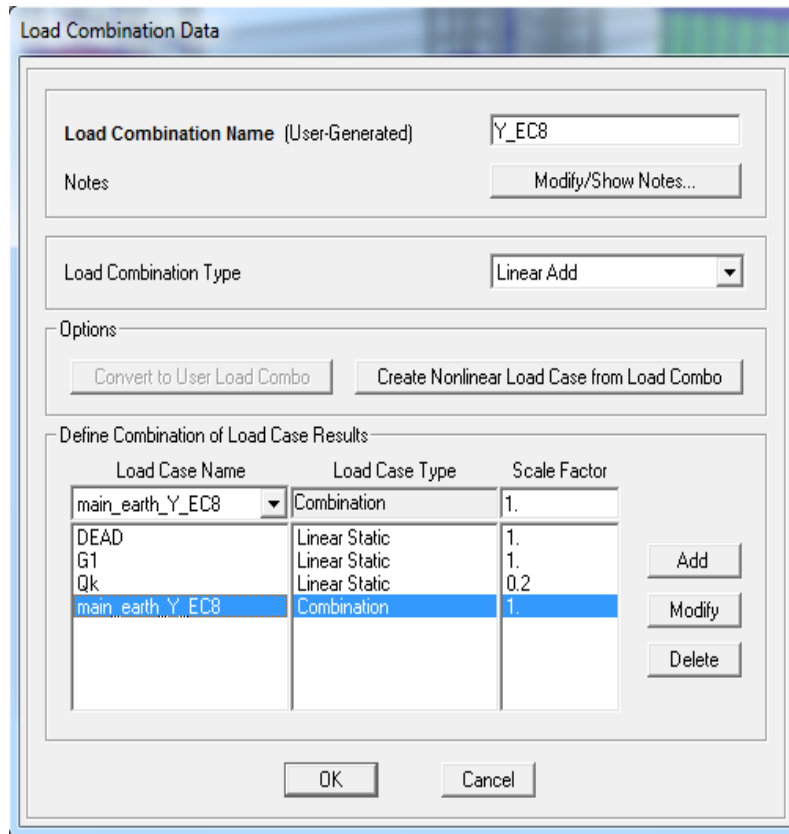 Load Combination Data
Load Combination Name (User-Generated) Y_EC8
Notes Modify/Show Notes...
Load Combination Type Linear Add
Options
Convert to User Load Combo Create Nonlinear Load Case from Load Combo
Define Combination of Load Case Results
Load Case Name Load Case Type Scale Factor
main_earth_Y_EC8 Combination 1.
DEAD Linear Static 1.
G1 Linear Static 1.
Qk Linear Static 0.2
main_earth_Y_EC8 Combination 1.
Add
Modify
Delete
OK Cancel